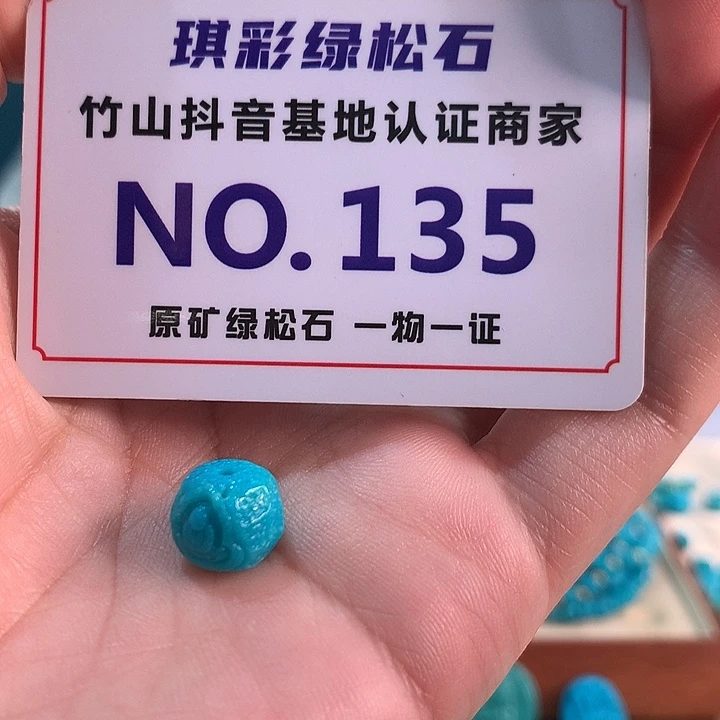 琪彩绿松石
竹山抖音基地认证商家
NO.135
原矿绿松石 一物一证